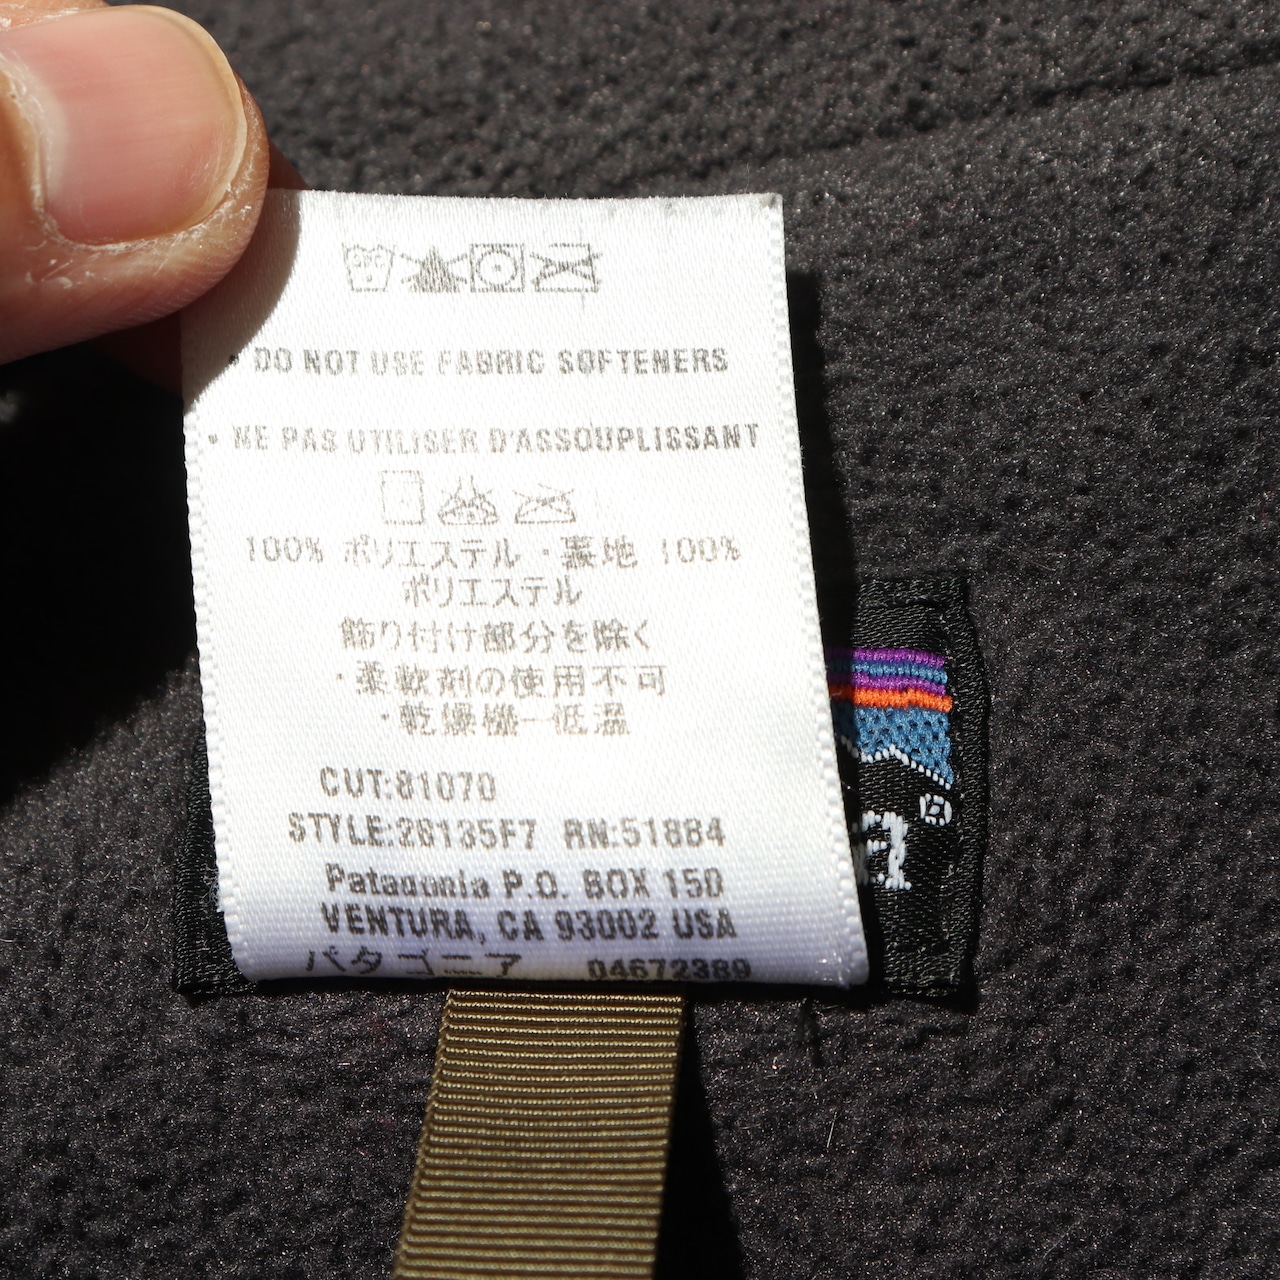 • DO NOT USE FABRIC SOFTENERS
• NE PAS UTILISER D'ASSOUPLISSANT
100% ポリエステル・裏地 100%
ポリエステル
飾り付け部分を除く
・柔軟剤の使用不可
・乾燥機ー低温
CUT:81070
STYLE:28135F7 RN:51884
Patagonia P.O. BOX 150
VENTURA, CA 93002 USA
パタゴニア 04672389
a®